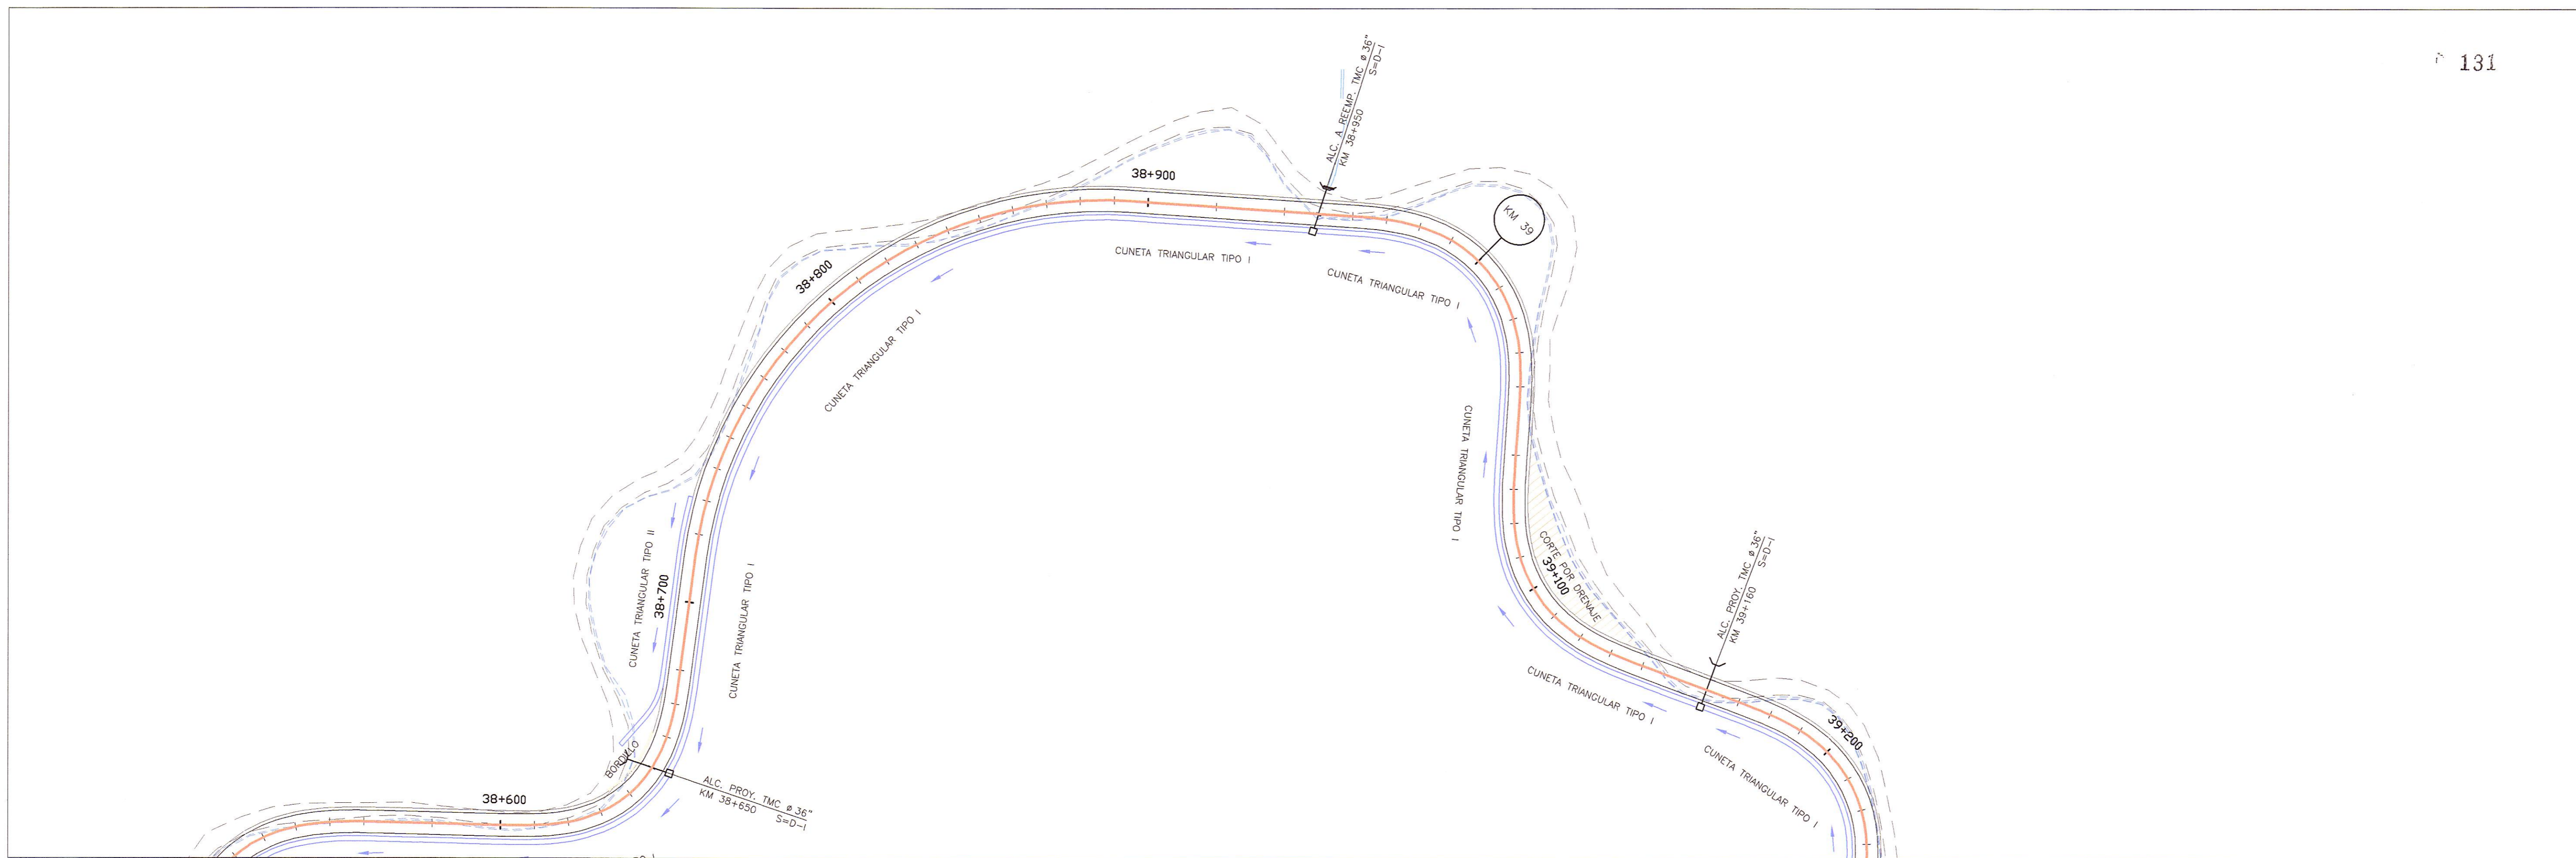 131
ALC. A REEMP. TMC ø 36"
KM 38+950 S=D-I
38+900
KM 39
CUNETA TRIANGULAR TIPO I
CUNETA TRIANGULAR TIPO I
38+800
CUNETA TRIANGULAR TIPO I
CUNETA TRIANGULAR TIPO I
CUNETA TRIANGULAR TIPO II
38+700
CUNETA TRIANGULAR TIPO I
CORTE POR DRENAJE
39+100
ALC. PROY. TMC ø 36"
KM 39+160 S=D-I
CUNETA TRIANGULAR TIPO I
39+200
CUNETA TRIANGULAR TIPO I
BORDILLO
ALC. PROY. TMC ø 36"
KM 38+650 S=D-I
38+600